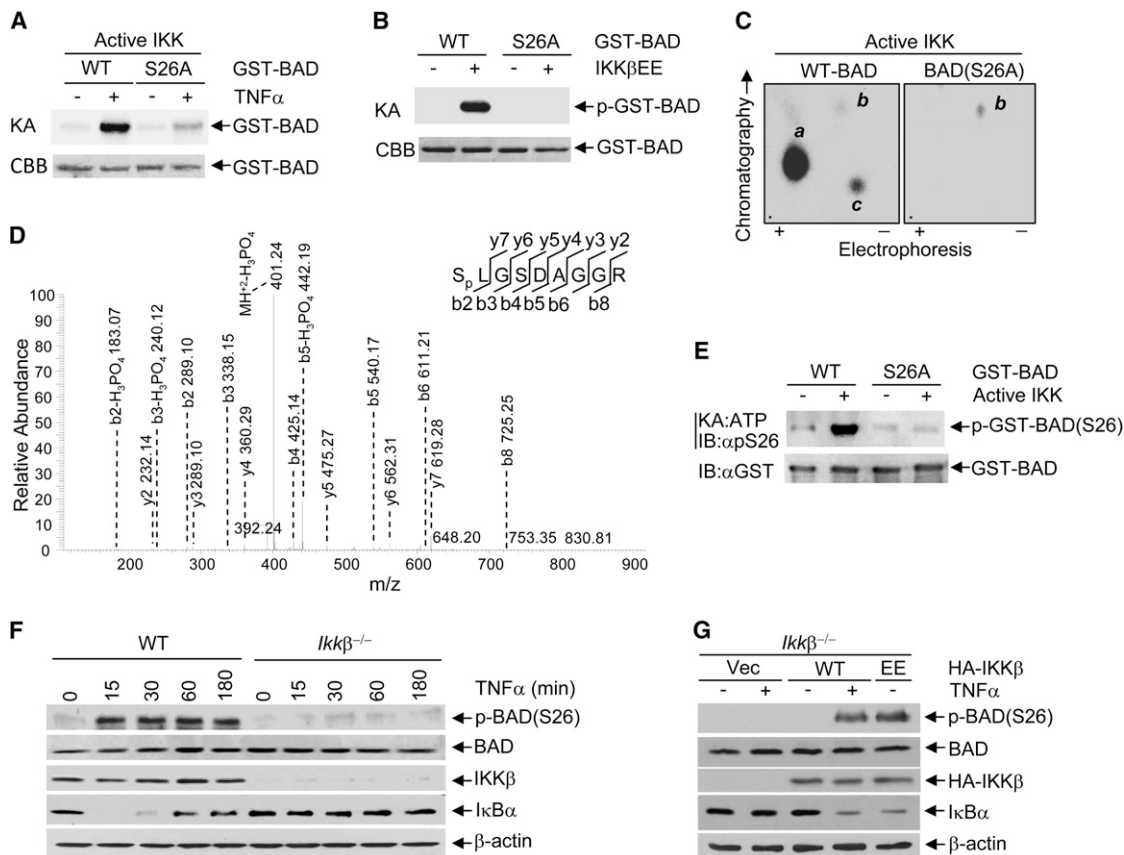 A
Active IKK
WT S26A GST-BAD
- + - + TNFα
KA GST-BAD
CBB GST-BAD
B
WT S26A GST-BAD
- + - + IKKβEE
KA p-GST-BAD
CBB GST-BAD
C
Active IKK
WT-BAD BAD(S26A)
Chromatography
a b c
b
+ − + −
Electrophoresis
D
Relative Abundance
100
90
80
70
60
50
40
30
20
10
0
b2-H3PO4 183.07
y2 232.14
b3-H3PO4 240.12
b2 289.10
y3 289.10
b3 338.15
y4 360.29
392.24
MH+2-H3PO4
401.24
b4 425.14
b5-H3PO4 442.19
y5 475.27
b5 540.17
y6 562.31
b6 611.21
y7 619.28
648.20
b8 725.25
753.35
830.81
y7 y6 y5 y4 y3 y2
SpLGSDAGGR
b2 b3 b4 b5 b6 b8
200 300 400 500 600 700 800 900
m/z
E
WT S26A GST-BAD
- + - + Active IKK
KA:ATP
IB:αpS26
p-GST-BAD(S26)
IB:αGST GST-BAD
F
WT Ikkβ−/−
0 15 30 60 180 0 15 30 60 180 TNFα (min)
p-BAD(S26)
BAD
IKKβ
IκBα
β-actin
G
Ikkβ−/−
Vec WT EE HA-IKKβ
- + - + - TNFα
p-BAD(S26)
BAD
HA-IKKβ
IκBα
β-actin